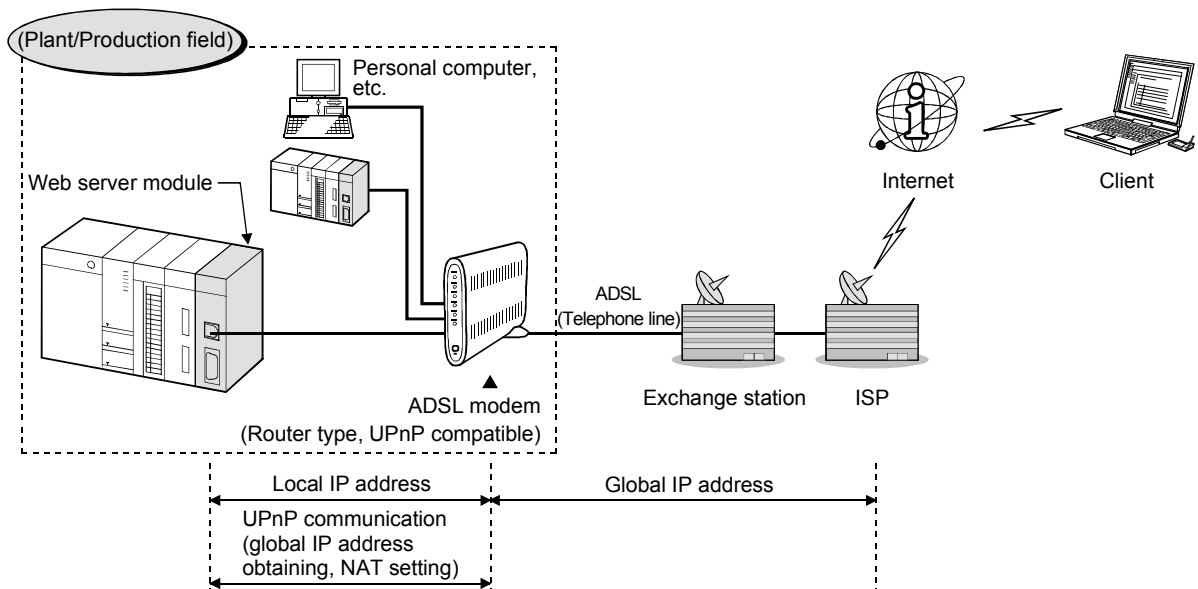 (Plant/Production field)
Personal computer,
etc.
Web server module
Internet
Client
ADSL
(Telephone line)
Exchange station
ISP
ADSL modem
(Router type, UPnP compatible)
Local IP address
Global IP address
UPnP communication
(global IP address
obtaining, NAT setting)